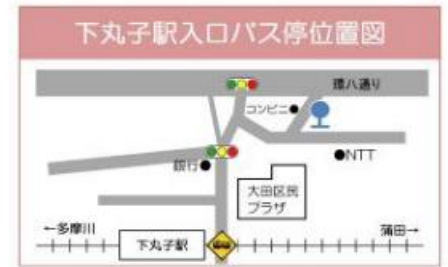 下丸子駅入口バス停位置図
環八通り
コンビニ
銀行
NTT
大田区民
プラザ
←多摩川
蒲田→
下丸子駅